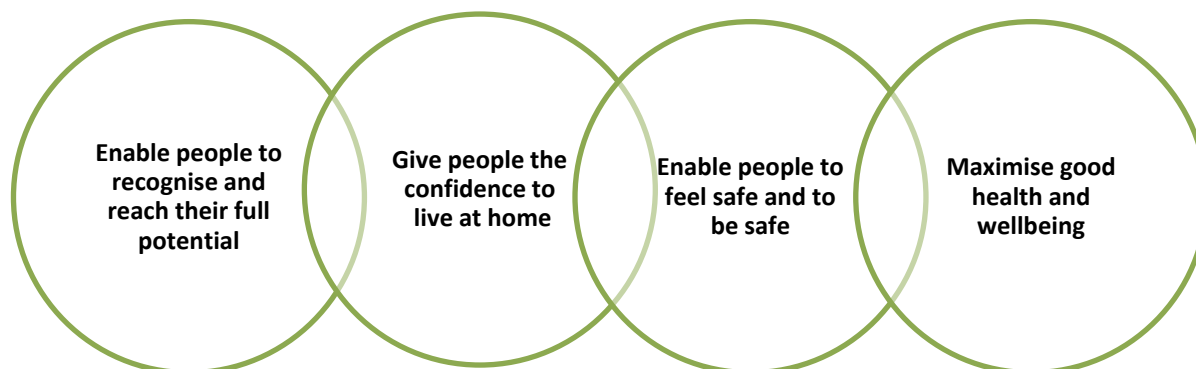 Enable people to
recognise and
reach their full
potential
Give people the
confidence to
live at home
Enable people to
feel safe and to
be safe
Maximise good
health and
wellbeing